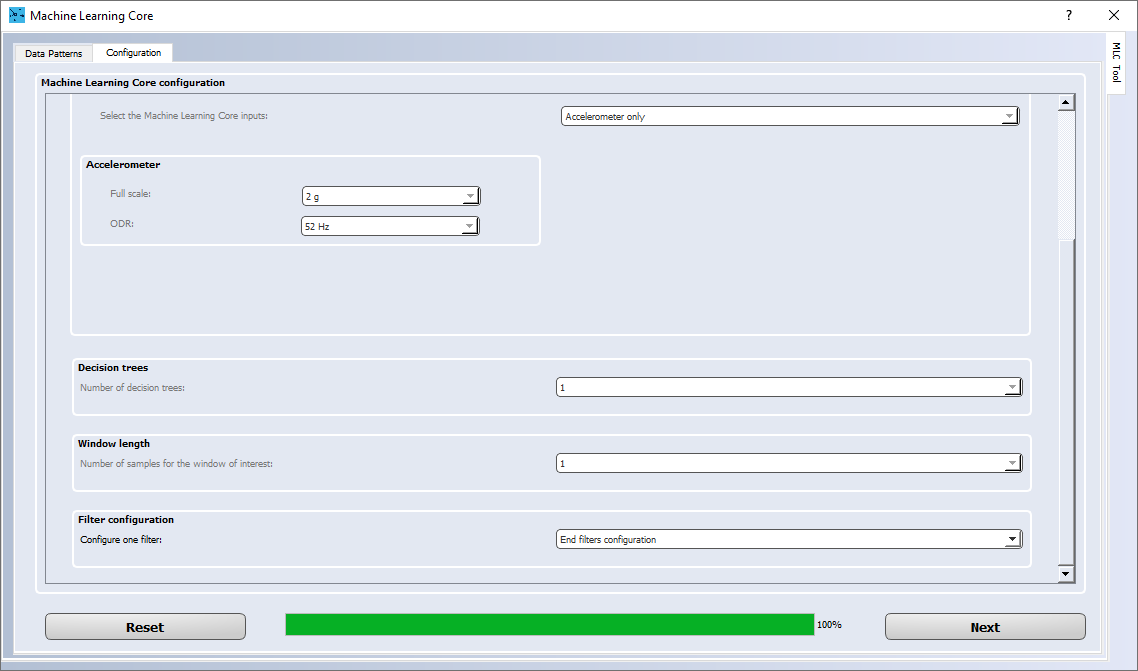 Machine Learning Core
?
Data Patterns
Configuration
MLC Tool
Machine Learning Core configuration
Select the Machine Learning Core inputs:
Accelerometer only
Accelerometer
Full scale:
2 g
ODR:
52 Hz
Decision trees
Number of decision trees:
1
Window length
Number of samples for the window of interest:
1
Filter configuration
Configure one filter:
End filters configuration
Reset
100%
Next